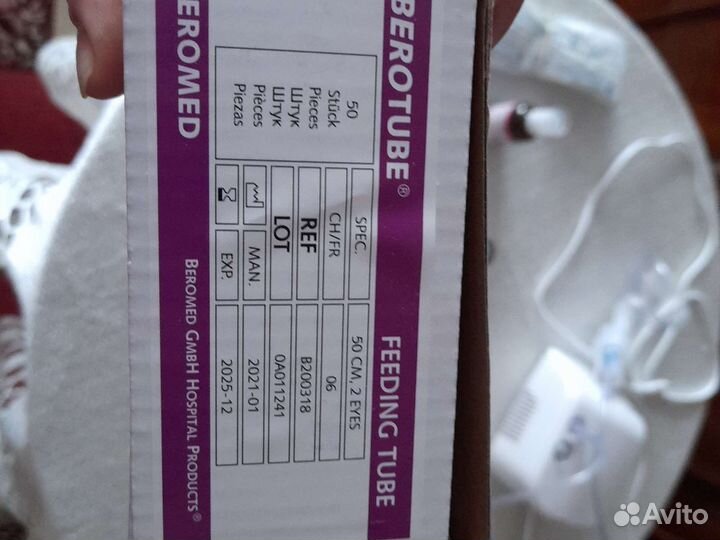 BEROTUBE® FEEDING TUBE
50
Stück
Pieces
Штук
Штук
Pièces
Piezas
SPEC. 50 CM, 2 EYES
CH/FR 06
REF B200318
LOT 0A011241
MAN. 2021-01
EXP. 2025-12
EROMED BEROMED GMBH HOSPITAL PRODUCTS®
Avito